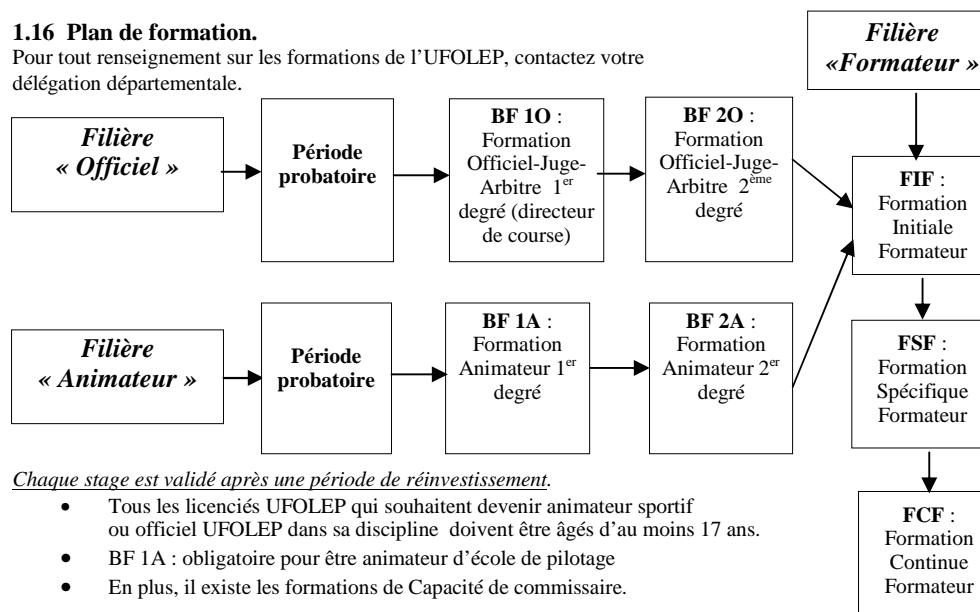 1.16 Plan de formation.
Pour tout renseignement sur les formations de l'UFOLEP, contactez votre
délégation départementale.
Filière
«Formateur »
Filière
« Officiel »
Période
probatoire
BF 1O :
Formation
Officiel-Juge-
Arbitre 1er
degré (directeur
de course)
BF 2O :
Formation
Officiel-Juge-
Arbitre 2ème
degré
FIF :
Formation
Initiale
Formateur
Filière
« Animateur »
Période
probatoire
BF 1A :
Formation
Animateur 1er
degré
BF 2A :
Formation
Animateur 2er
degré
FSF :
Formation
Spécifique
Formateur
Chaque stage est validé après une période de réinvestissement.
• Tous les licenciés UFOLEP qui souhaitent devenir animateur sportif
ou officiel UFOLEP dans sa discipline doivent être âgés d'au moins 17 ans.
• BF 1A : obligatoire pour être animateur d'école de pilotage
• En plus, il existe les formations de Capacité de commissaire.
FCF :
Formation
Continue
Formateur